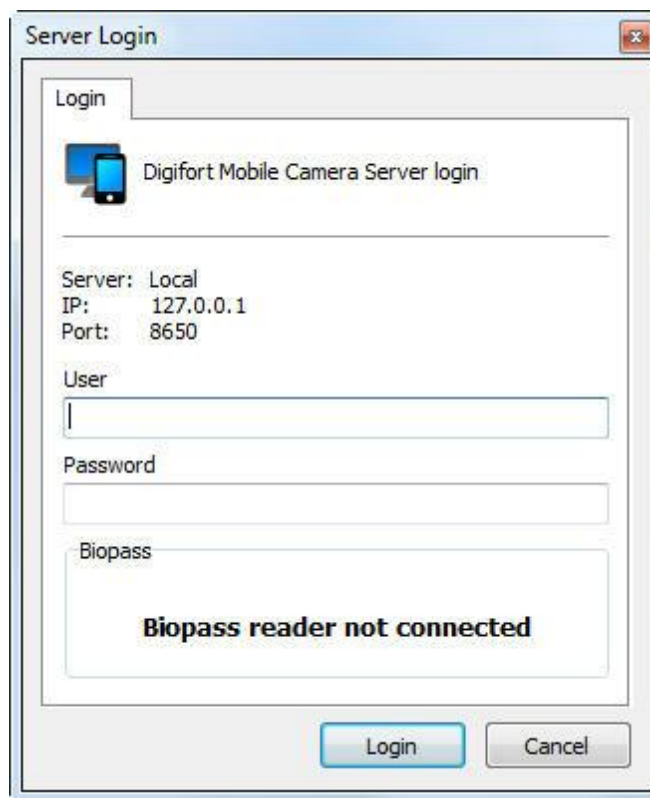 Server Login
Login
Digifort Mobile Camera Server login
Server: Local
IP: 127.0.0.1
Port: 8650
User
Password
Biopass
Biopass reader not connected
Login Cancel